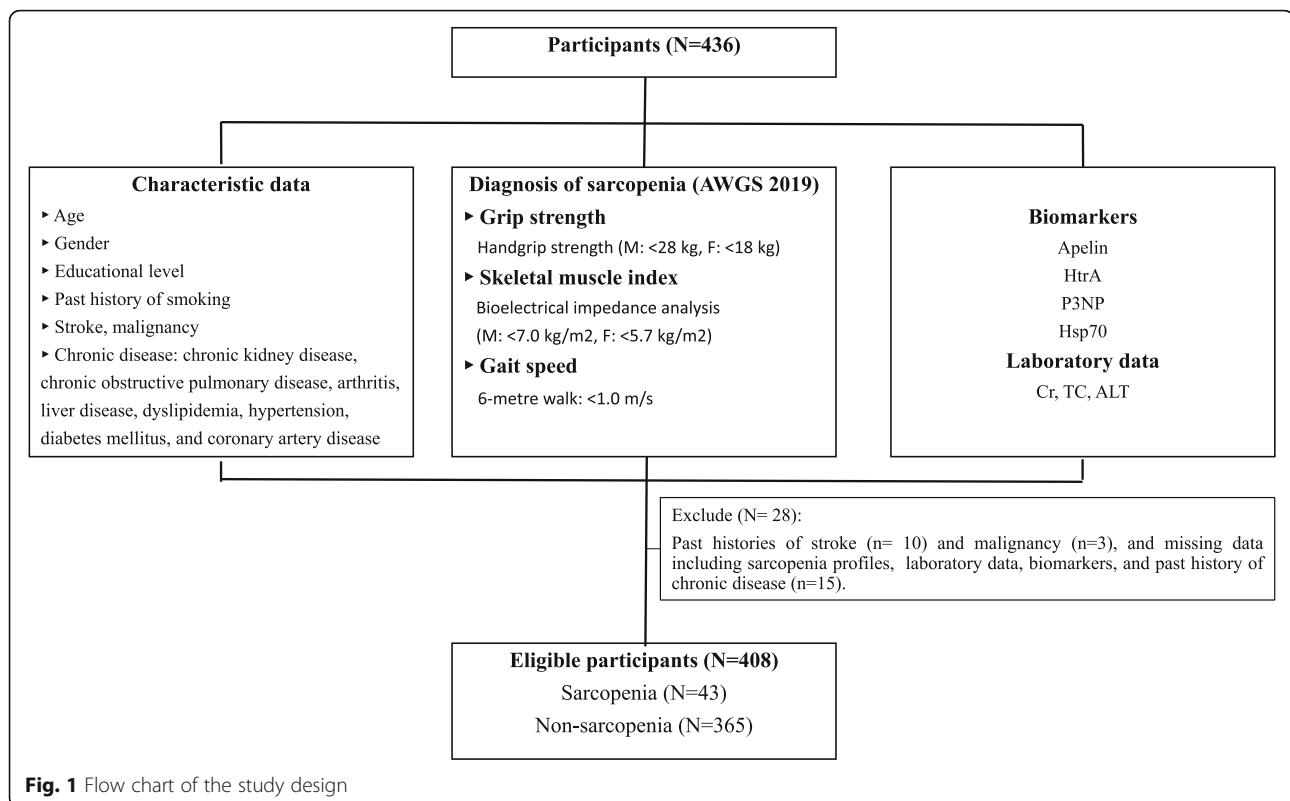 Participants (N=436)
Characteristic data
▸ Age
▸ Gender
▸ Educational level
▸ Past history of smoking
▸ Stroke, malignancy
▸ Chronic disease: chronic kidney disease,
chronic obstructive pulmonary disease, arthritis,
liver disease, dyslipidemia, hypertension,
diabetes mellitus, and coronary artery disease
Diagnosis of sarcopenia (AWGS 2019)
▸ Grip strength
Handgrip strength (M: <28 kg, F: <18 kg)
▸ Skeletal muscle index
Bioelectrical impedance analysis
(M: <7.0 kg/m2, F: <5.7 kg/m2)
▸ Gait speed
6-metre walk: <1.0 m/s
Biomarkers
Apelin
HtrA
P3NP
Hsp70
Laboratory data
Cr, TC, ALT
Exclude (N= 28):
Past histories of stroke (n= 10) and malignancy (n=3), and missing data
including sarcopenia profiles, laboratory data, biomarkers, and past history of
chronic disease (n=15).
Eligible participants (N=408)
Sarcopenia (N=43)
Non-sarcopenia (N=365)
Fig. 1 Flow chart of the study design